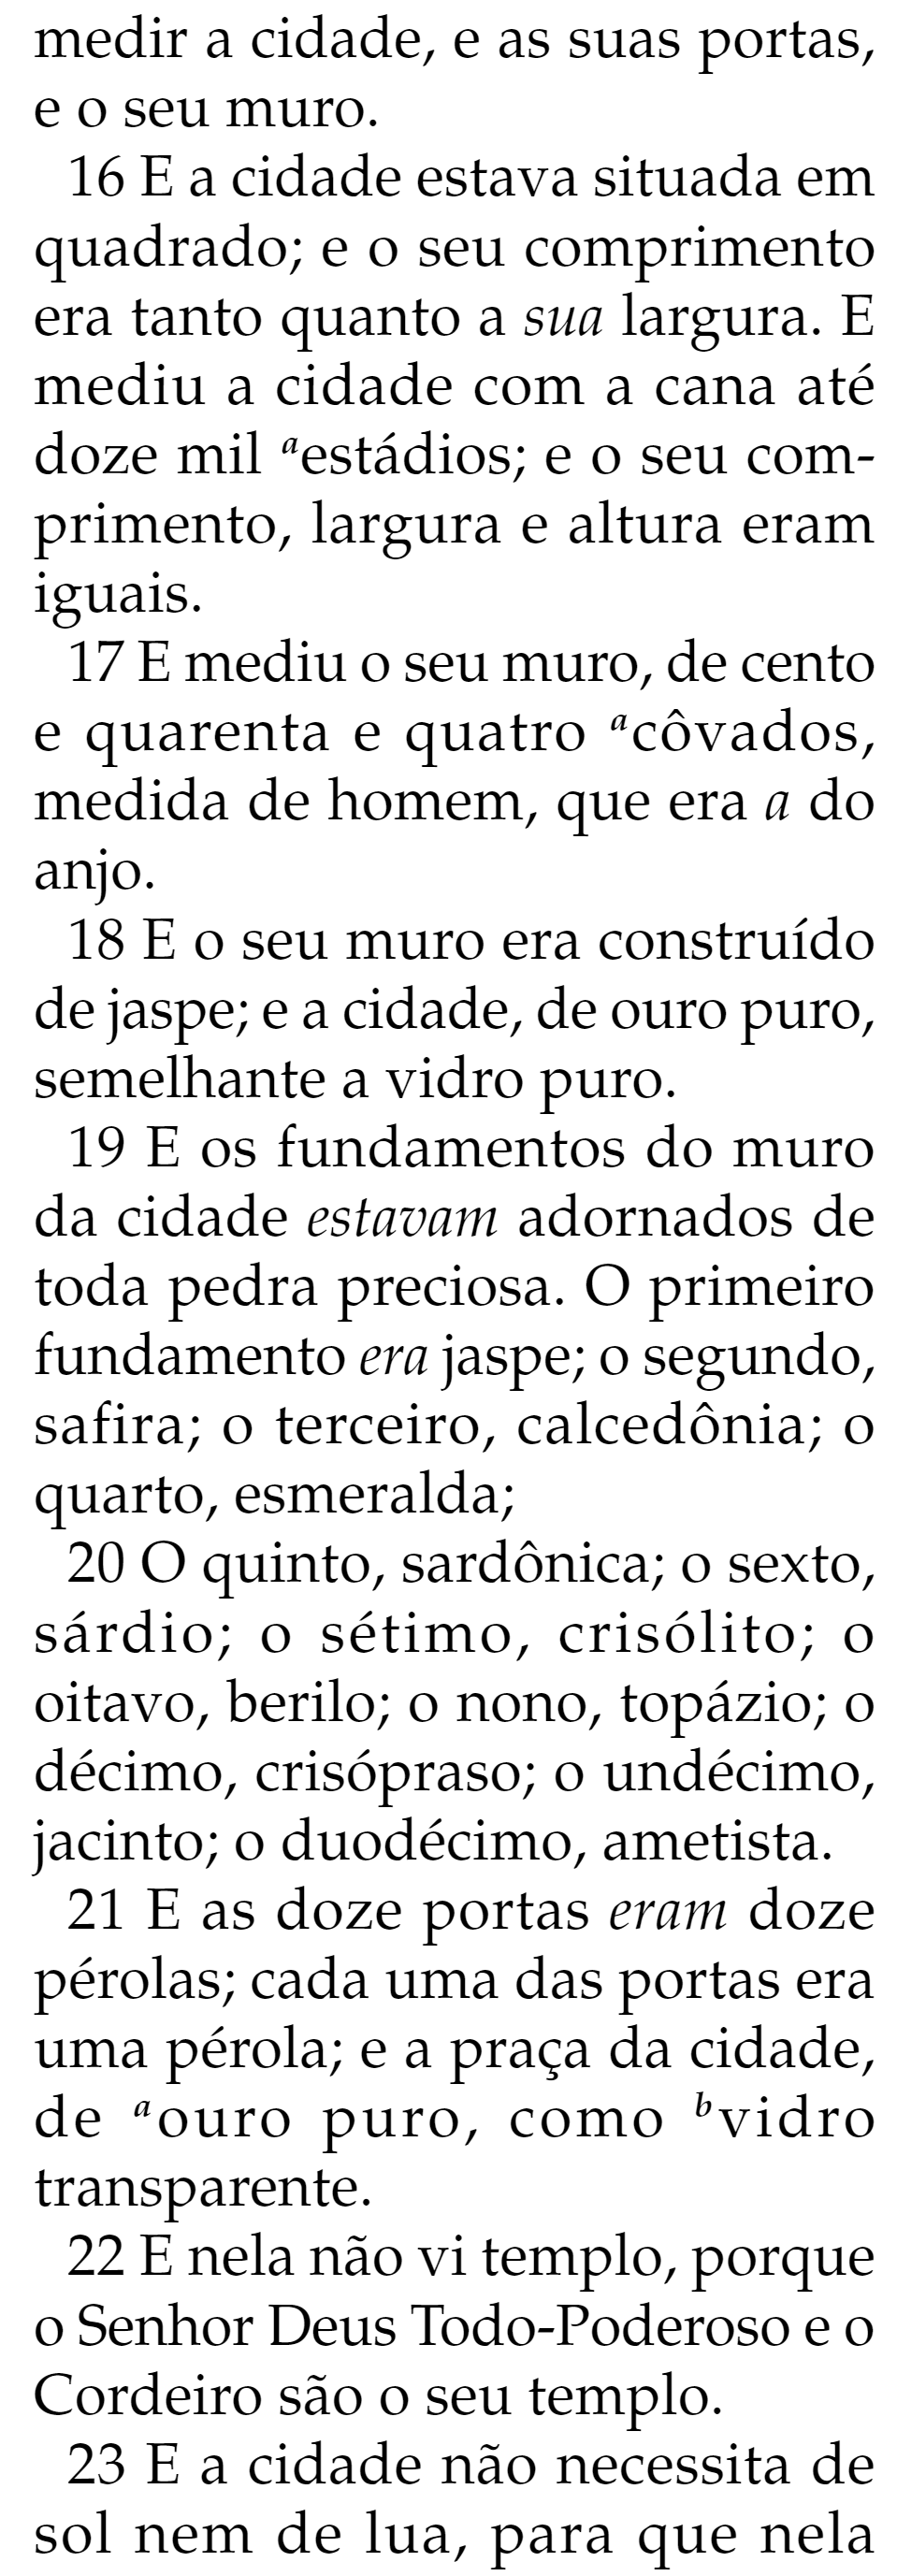 medir a cidade, e as suas portas,
e o seu muro.
16 E a cidade estava situada em
quadrado; e o seu comprimento
era tanto quanto a sua largura. E
mediu a cidade com a cana até
doze mil ᵃestádios; e o seu com-
primento, largura e altura eram
iguais.
17 E mediu o seu muro, de cento
e quarenta e quatro ᵃcôvados,
medida de homem, que era a do
anjo.
18 E o seu muro era construído
de jaspe; e a cidade, de ouro puro,
semelhante a vidro puro.
19 E os fundamentos do muro
da cidade estavam adornados de
toda pedra preciosa. O primeiro
fundamento era jaspe; o segundo,
safira; o terceiro, calcedônia; o
quarto, esmeralda;
20 O quinto, sardônica; o sexto,
sárdio; o sétimo, crisólito; o
oitavo, berilo; o nono, topázio; o
décimo, crisópraso; o undécimo,
jacinto; o duodécimo, ametista.
21 E as doze portas eram doze
pérolas; cada uma das portas era
uma pérola; e a praça da cidade,
de ᵃouro puro, como ᵇvidro
transparente.
22 E nela não vi templo, porque
o Senhor Deus Todo-Poderoso e o
Cordeiro são o seu templo.
23 E a cidade não necessita de
sol nem de lua, para que nela